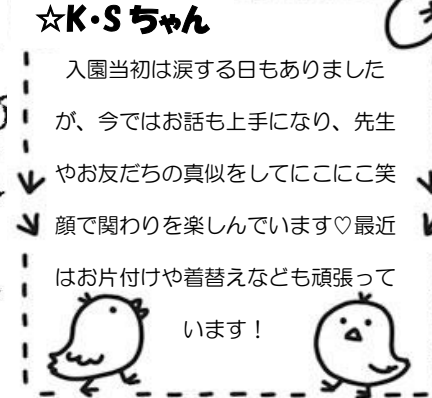 ☆K・Sちゃん
入園当初は涙する日もありました
が、今ではお話も上手になり、先生
やお友だちの真似をしてにこにこ笑
顔で関わりを楽しんでいます♡最近
はお片付けや着替えなども頑張って
います！